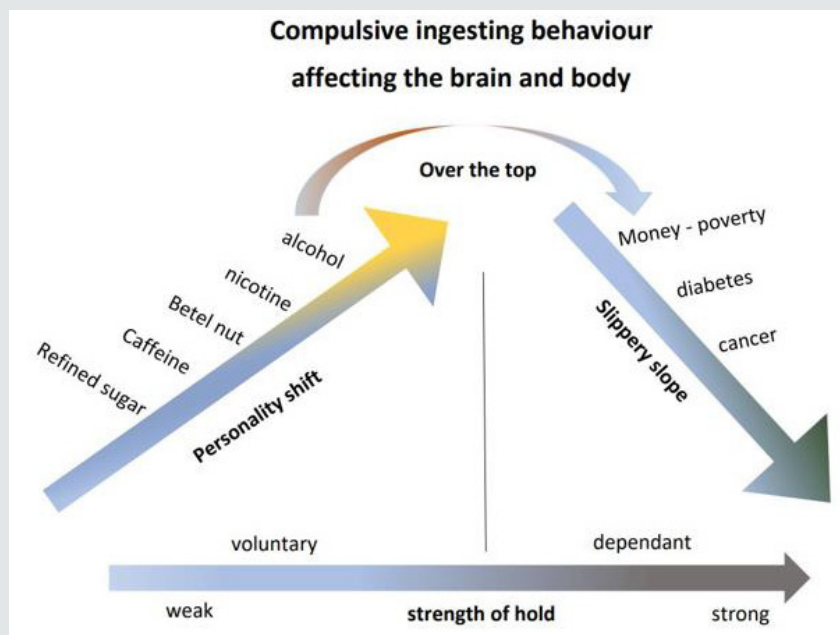 Compulsive ingesting behaviour
affecting the brain and body
Over the top
alcohol
nicotine
Betel nut
Caffeine
Refined sugar
Personality shift
Money - poverty
diabetes
cancer
Slippery slope
voluntary
dependant
weak
strength of hold
strong